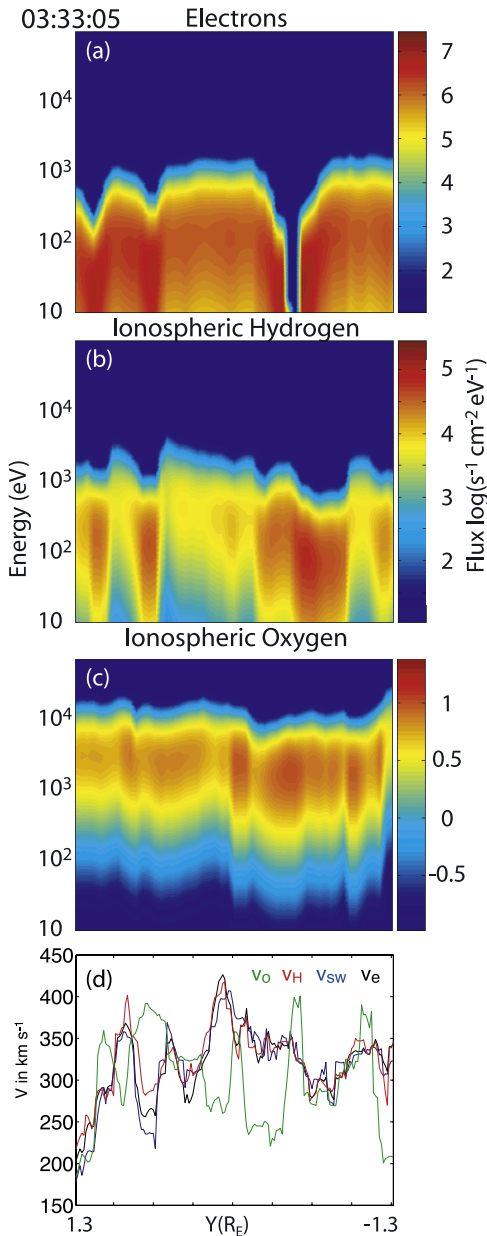 03:33:05 Electrons
(a)
10⁴
10³
10²
10
7
6
5
4
3
2
Ionospheric Hydrogen
(b)
10⁴
10³
10²
10
Energy (eV)
5
4
3
2
Flux log(s⁻¹ cm⁻² eV⁻¹)
Ionospheric Oxygen
(c)
10⁴
10³
10²
10
1
0.5
0
-0.5
(d)
v_O v_H v_SW v_e
450
400
350
300
250
200
150
V in km s⁻¹
1.3 Y(R_E) -1.3